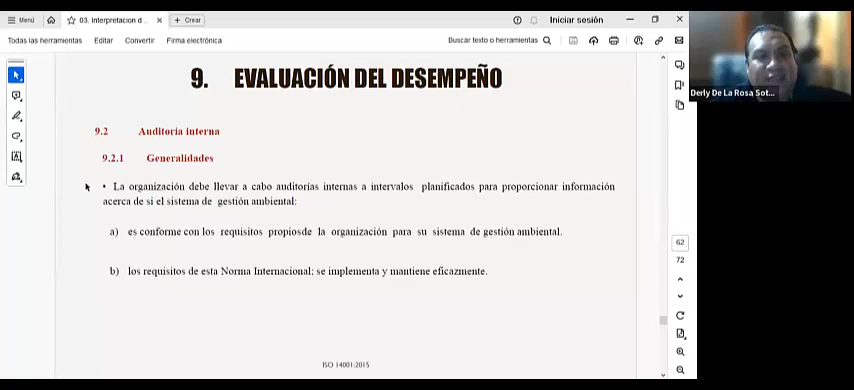 Menú
03. Interpretacion d...
+ Crear
Iniciar sesión
Todas las herramientas
Editar
Convertir
Firma electrónica
Buscar texto o herramientas
Derly De La Rosa Sot...
9. EVALUACIÓN DEL DESEMPEÑO
9.2 Auditoría interna
9.2.1 Generalidades
• La organización debe llevar a cabo auditorías internas a intervalos planificados para proporcionar información
acerca de si el sistema de gestión ambiental:
a) es conforme con los requisitos propiosde la organización para su sistema de gestión ambiental.
b) los requisitos de esta Norma Internacional; se implementa y mantiene eficazmente.
62
72
ISO 14001:2015